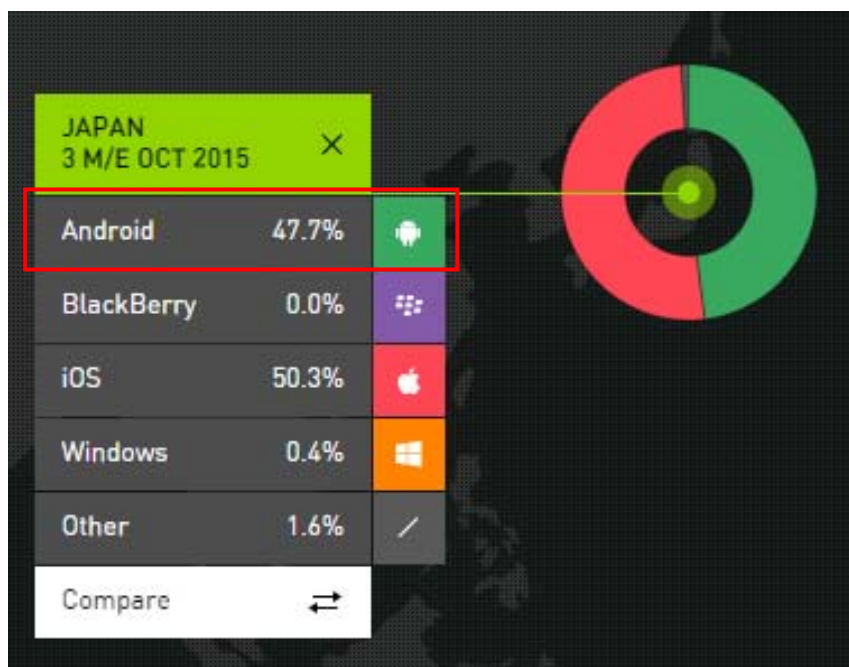 JAPAN
3 M/E OCT 2015
Android 47.7%
BlackBerry 0.0%
iOS 50.3%
Windows 0.4%
Other 1.6%
Compare